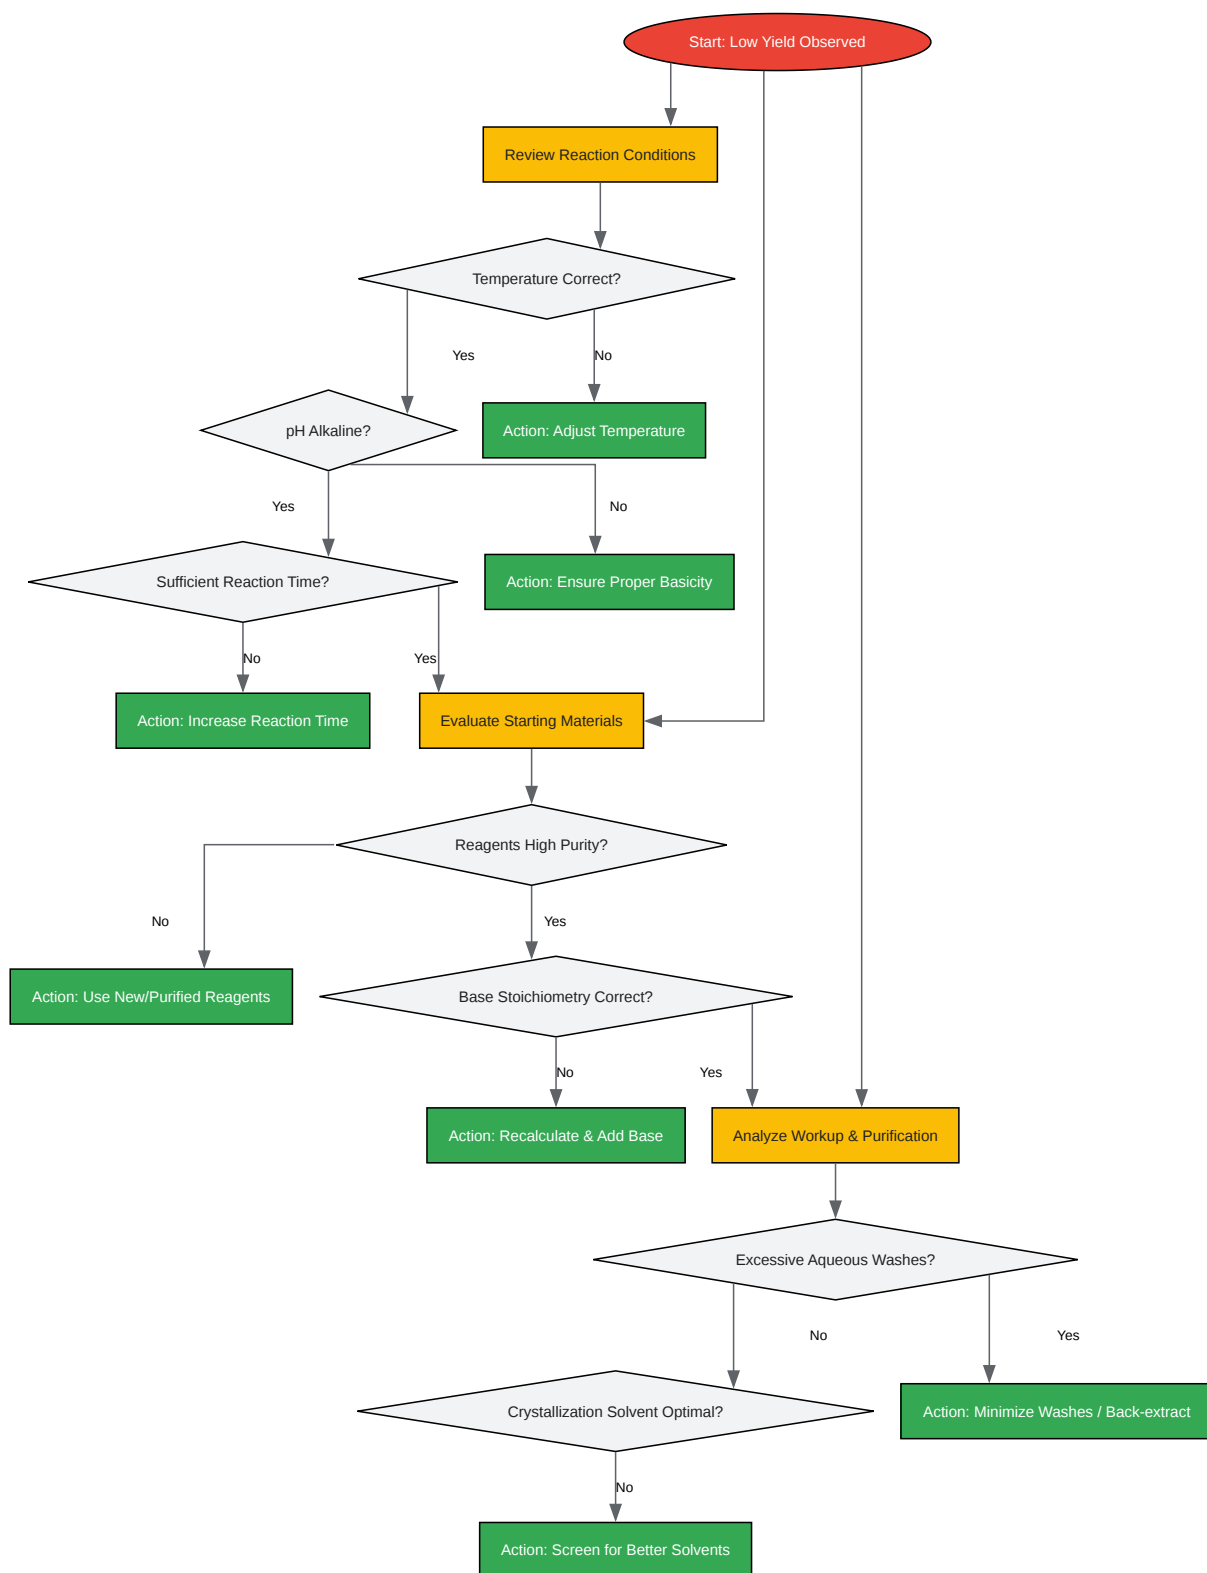 Start: Low Yield Observed
Review Reaction Conditions
Temperature Correct?
Yes
No
pH Alkaline?
Action: Adjust Temperature
Yes
No
Sufficient Reaction Time?
Action: Ensure Proper Basicity
No
Yes
Action: Increase Reaction Time
Evaluate Starting Materials
Reagents High Purity?
No
Yes
Action: Use New/Purified Reagents
Base Stoichiometry Correct?
No
Yes
Action: Recalculate & Add Base
Analyze Workup & Purification
Excessive Aqueous Washes?
No
Yes
Crystallization Solvent Optimal?
Action: Minimize Washes / Back-extract
No
Action: Screen for Better Solvents